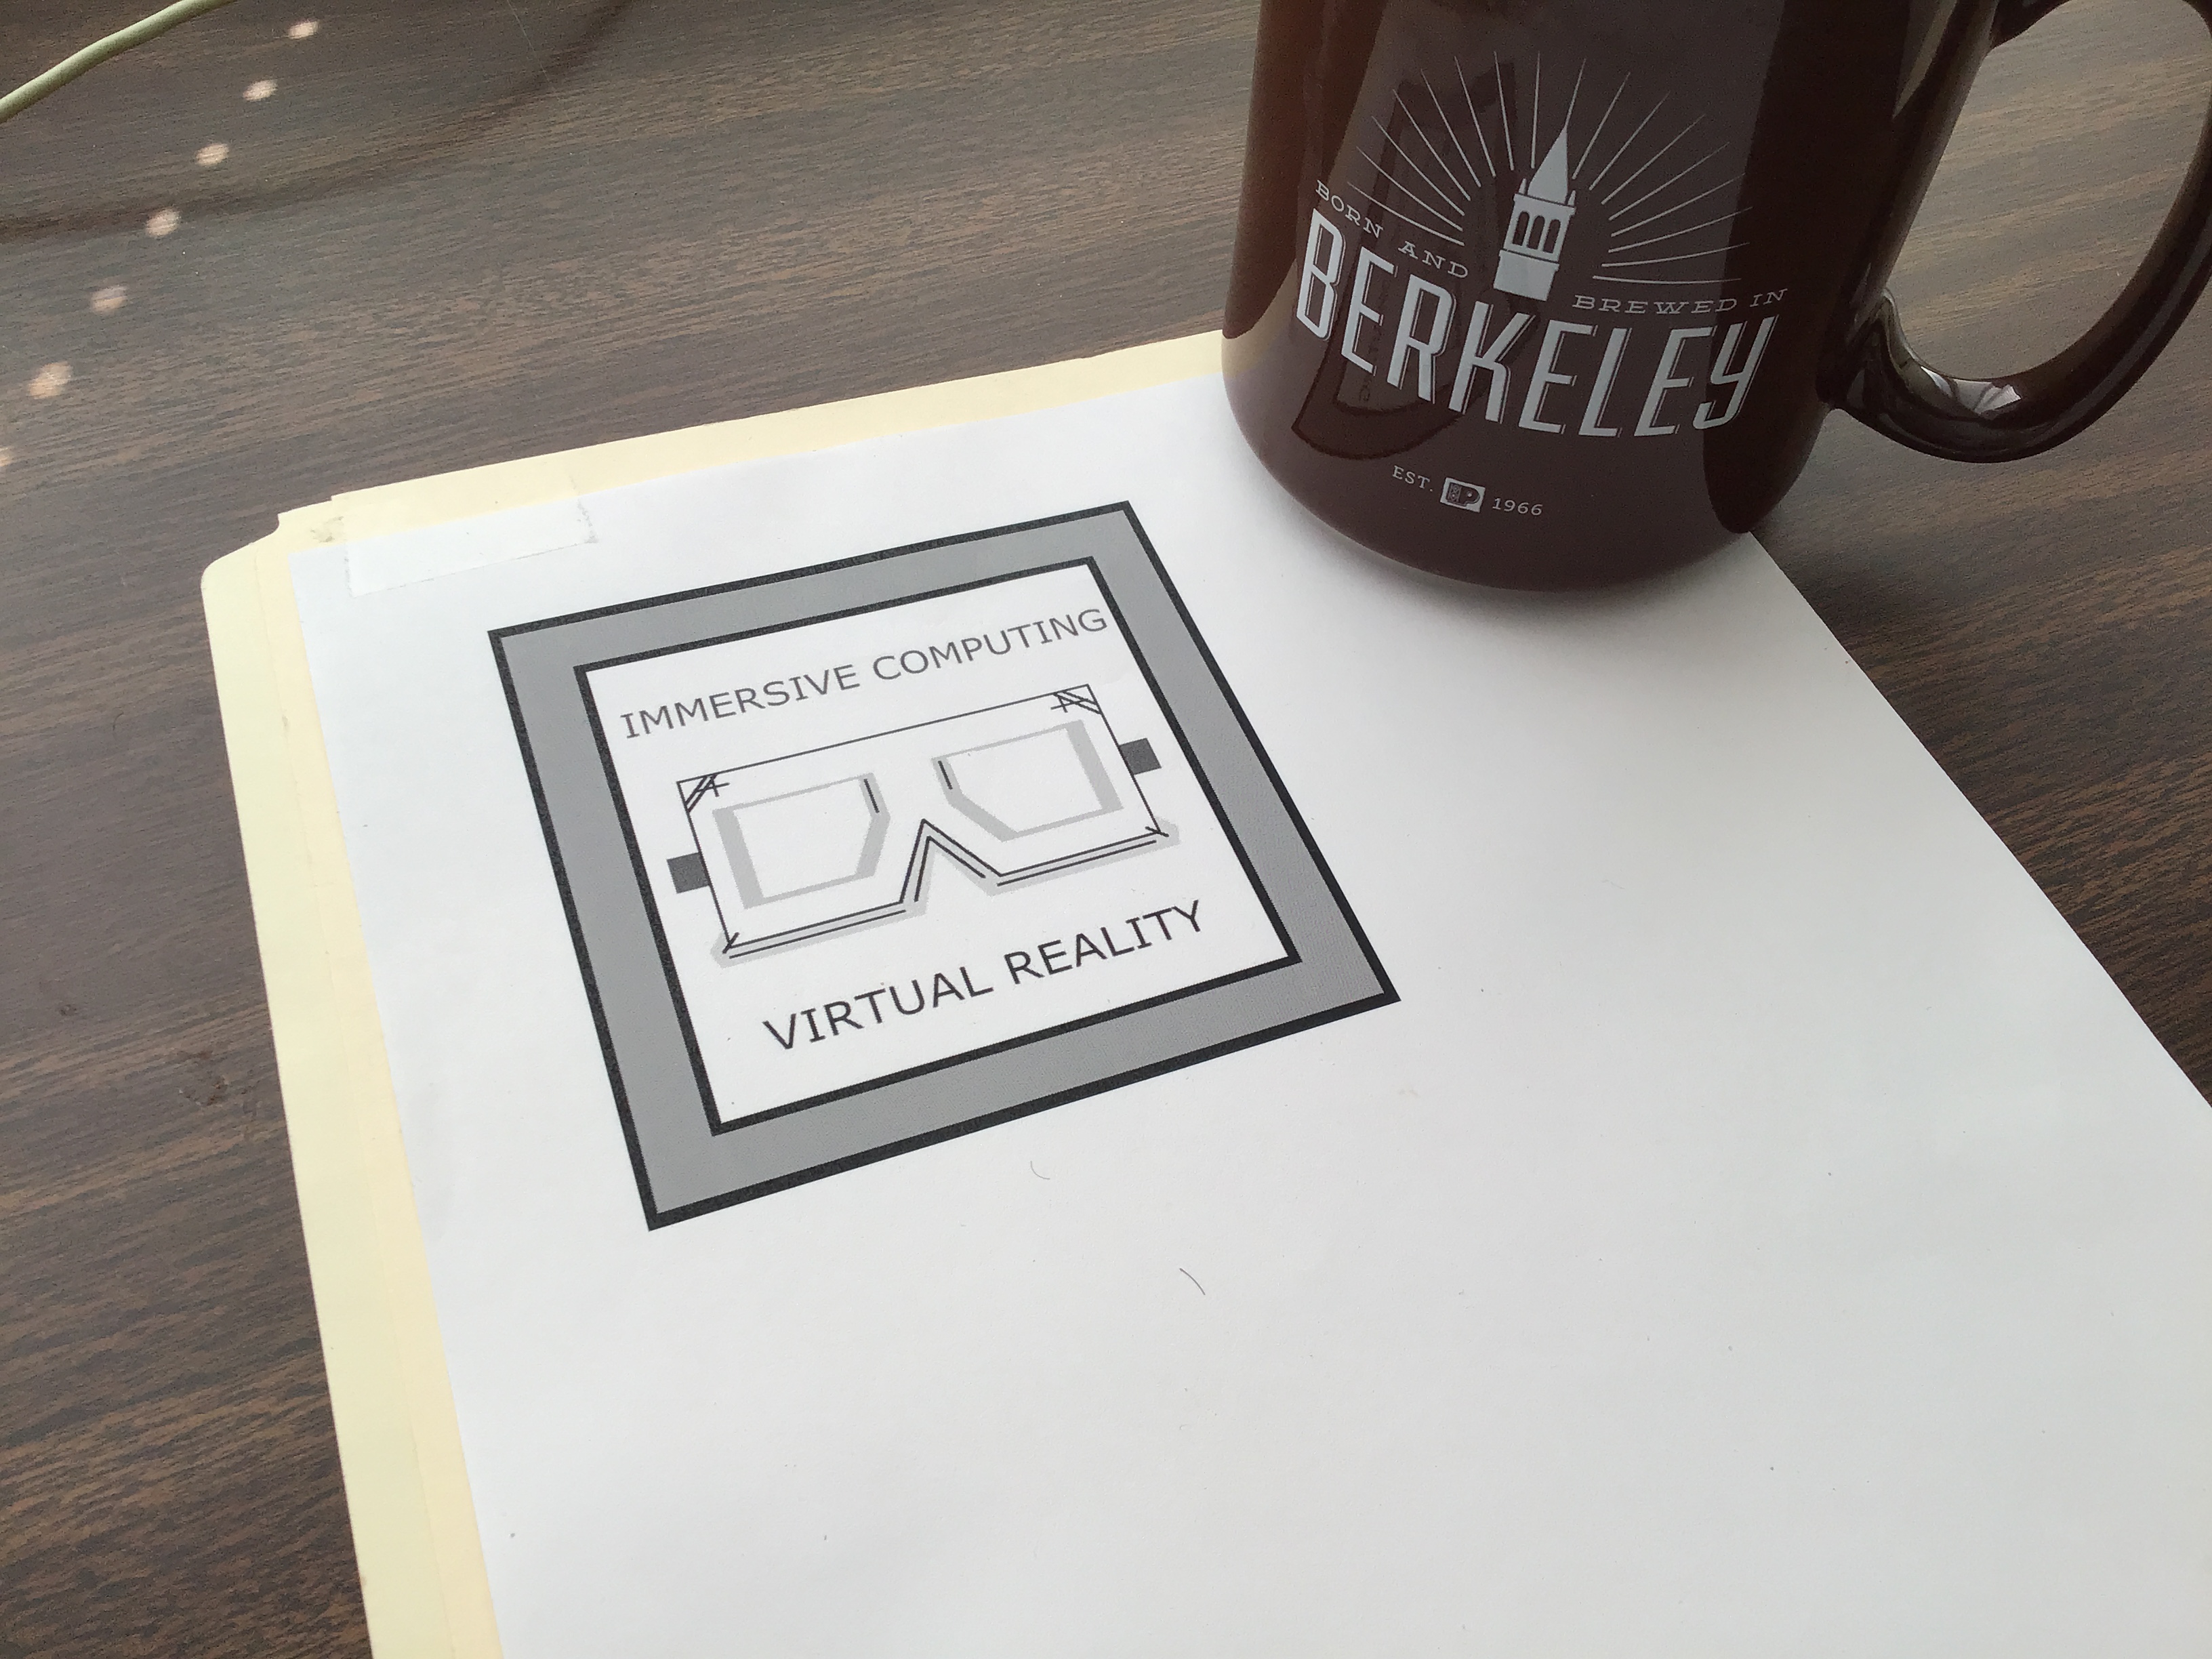 BORN AND
BREWED IN
BERKELEY
EST. 1966
IMMERSIVE COMPUTING
VIRTUAL REALITY